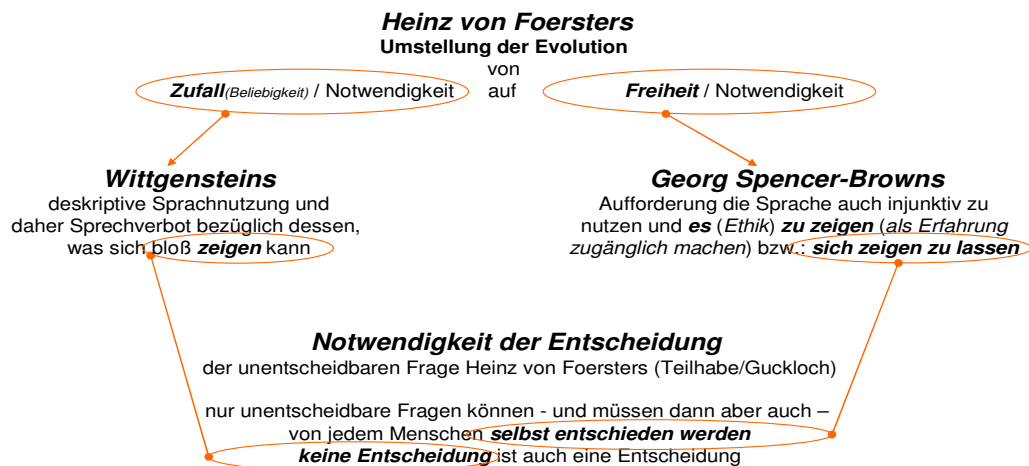 Heinz von Foersters
Umstellung der Evolution
von
Zufall(Beliebigkeit) / Notwendigkeit auf Freiheit / Notwendigkeit
Wittgensteins
deskriptive Sprachnutzung und
daher Sprechverbot bezüglich dessen,
was sich bloß zeigen kann
Georg Spencer-Browns
Aufforderung die Sprache auch injunktiv zu
nutzen und es (Ethik) zu zeigen (als Erfahrung
zugänglich machen) bzw.: sich zeigen zu lassen
Notwendigkeit der Entscheidung
der unentscheidbaren Frage Heinz von Foersters (Teilhabe/Guckloch)
nur unentscheidbare Fragen können - und müssen dann aber auch –
von jedem Menschen selbst entschieden werden
keine Entscheidung ist auch eine Entscheidung